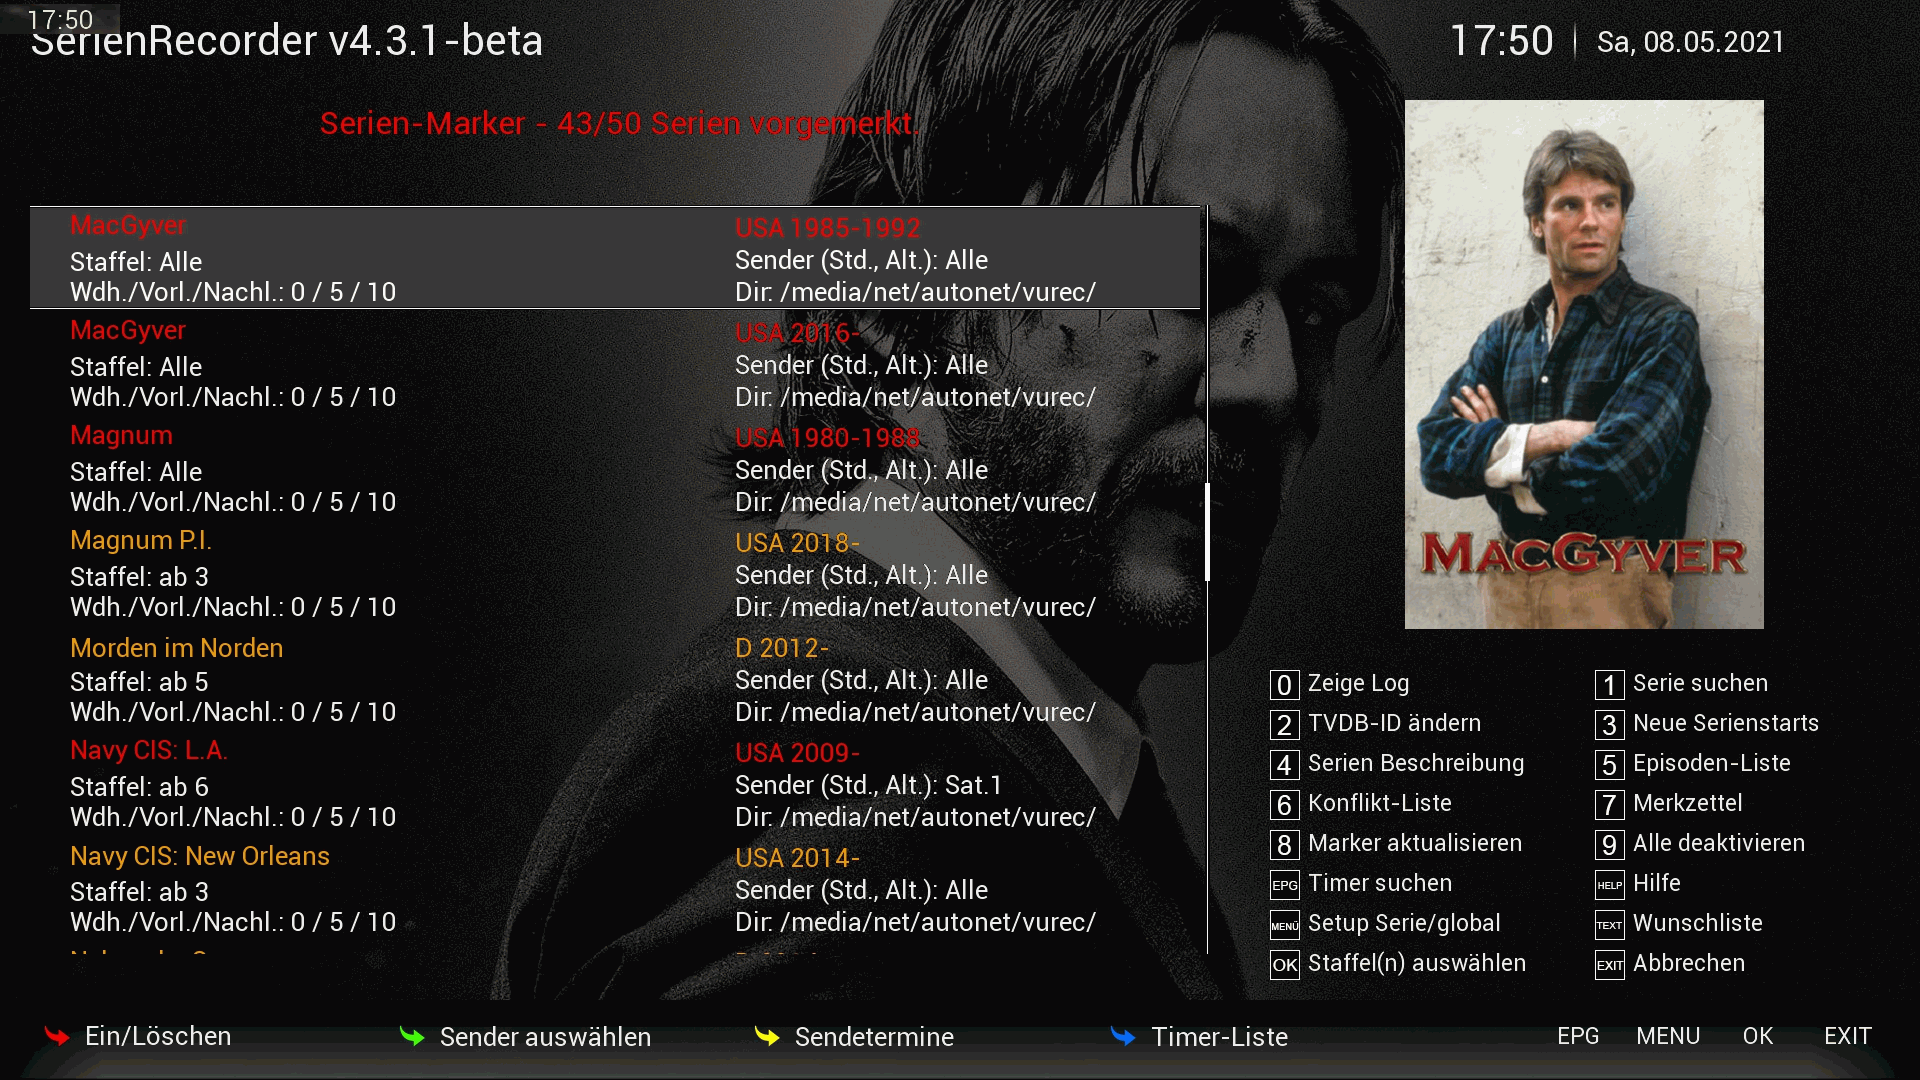 17:50
SerienRecorder v4.3.1-beta
17:50
Sa, 08.05.2021
Serien-Marker - 43/50 Serien vorgemerkt.
MacGyver
USA 1985-1992
Staffel: Alle
Sender (Std., Alt.): Alle
Wdh./Vorl./Nachl.: 0 / 5 / 10
Dir: /media/net/autonet/vurec/
MacGyver
USA 2016-
Staffel: Alle
Sender (Std., Alt.): Alle
Wdh./Vorl./Nachl.: 0 / 5 / 10
Dir: /media/net/autonet/vurec/
Magnum
USA 1980-1988
Staffel: Alle
Sender (Std., Alt.): Alle
Wdh./Vorl./Nachl.: 0 / 5 / 10
Dir: /media/net/autonet/vurec/
Magnum P.I.
USA 2018-
Staffel: ab 3
Sender (Std., Alt.): Alle
Wdh./Vorl./Nachl.: 0 / 5 / 10
Dir: /media/net/autonet/vurec/
Morden im Norden
D 2012-
Staffel: ab 5
Sender (Std., Alt.): Alle
Wdh./Vorl./Nachl.: 0 / 5 / 10
Dir: /media/net/autonet/vurec/
Navy CIS: L.A.
USA 2009-
Staffel: ab 6
Sender (Std., Alt.): Sat.1
Wdh./Vorl./Nachl.: 0 / 5 / 10
Dir: /media/net/autonet/vurec/
Navy CIS: New Orleans
USA 2014-
Staffel: ab 3
Sender (Std., Alt.): Alle
Wdh./Vorl./Nachl.: 0 / 5 / 10
Dir: /media/net/autonet/vurec/
MACGYVER
0 Zeige Log
1 Serie suchen
2 TVDB-ID ändern
3 Neue Serienstarts
4 Serien Beschreibung
5 Episoden-Liste
6 Konflikt-Liste
7 Merkzettel
8 Marker aktualisieren
9 Alle deaktivieren
EPG Timer suchen
HELP Hilfe
MENÜ Setup Serie/global
TEXT Wunschliste
OK Staffel(n) auswählen
EXIT Abbrechen
Ein/Löschen
Sender auswählen
Sendetermine
Timer-Liste
EPG
MENU
OK
EXIT